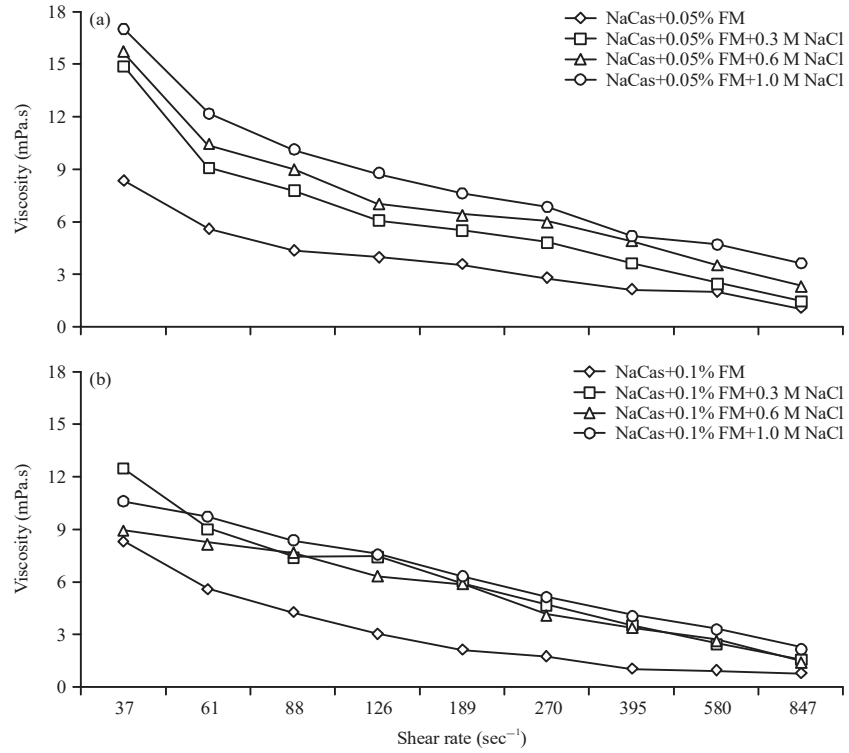 (a)
NaCas+0.05% FM
NaCas+0.05% FM+0.3 M NaCl
NaCas+0.05% FM+0.6 M NaCl
NaCas+0.05% FM+1.0 M NaCl
Viscosity (mPa.s)
18
15
12
9
6
3
0
(b)
NaCas+0.1% FM
NaCas+0.1% FM+0.3 M NaCl
NaCas+0.1% FM+0.6 M NaCl
NaCas+0.1% FM+1.0 M NaCl
Viscosity (mPa.s)
18
15
12
9
6
3
0
37 61 88 126 189 270 395 580 847
Shear rate (sec⁻¹)